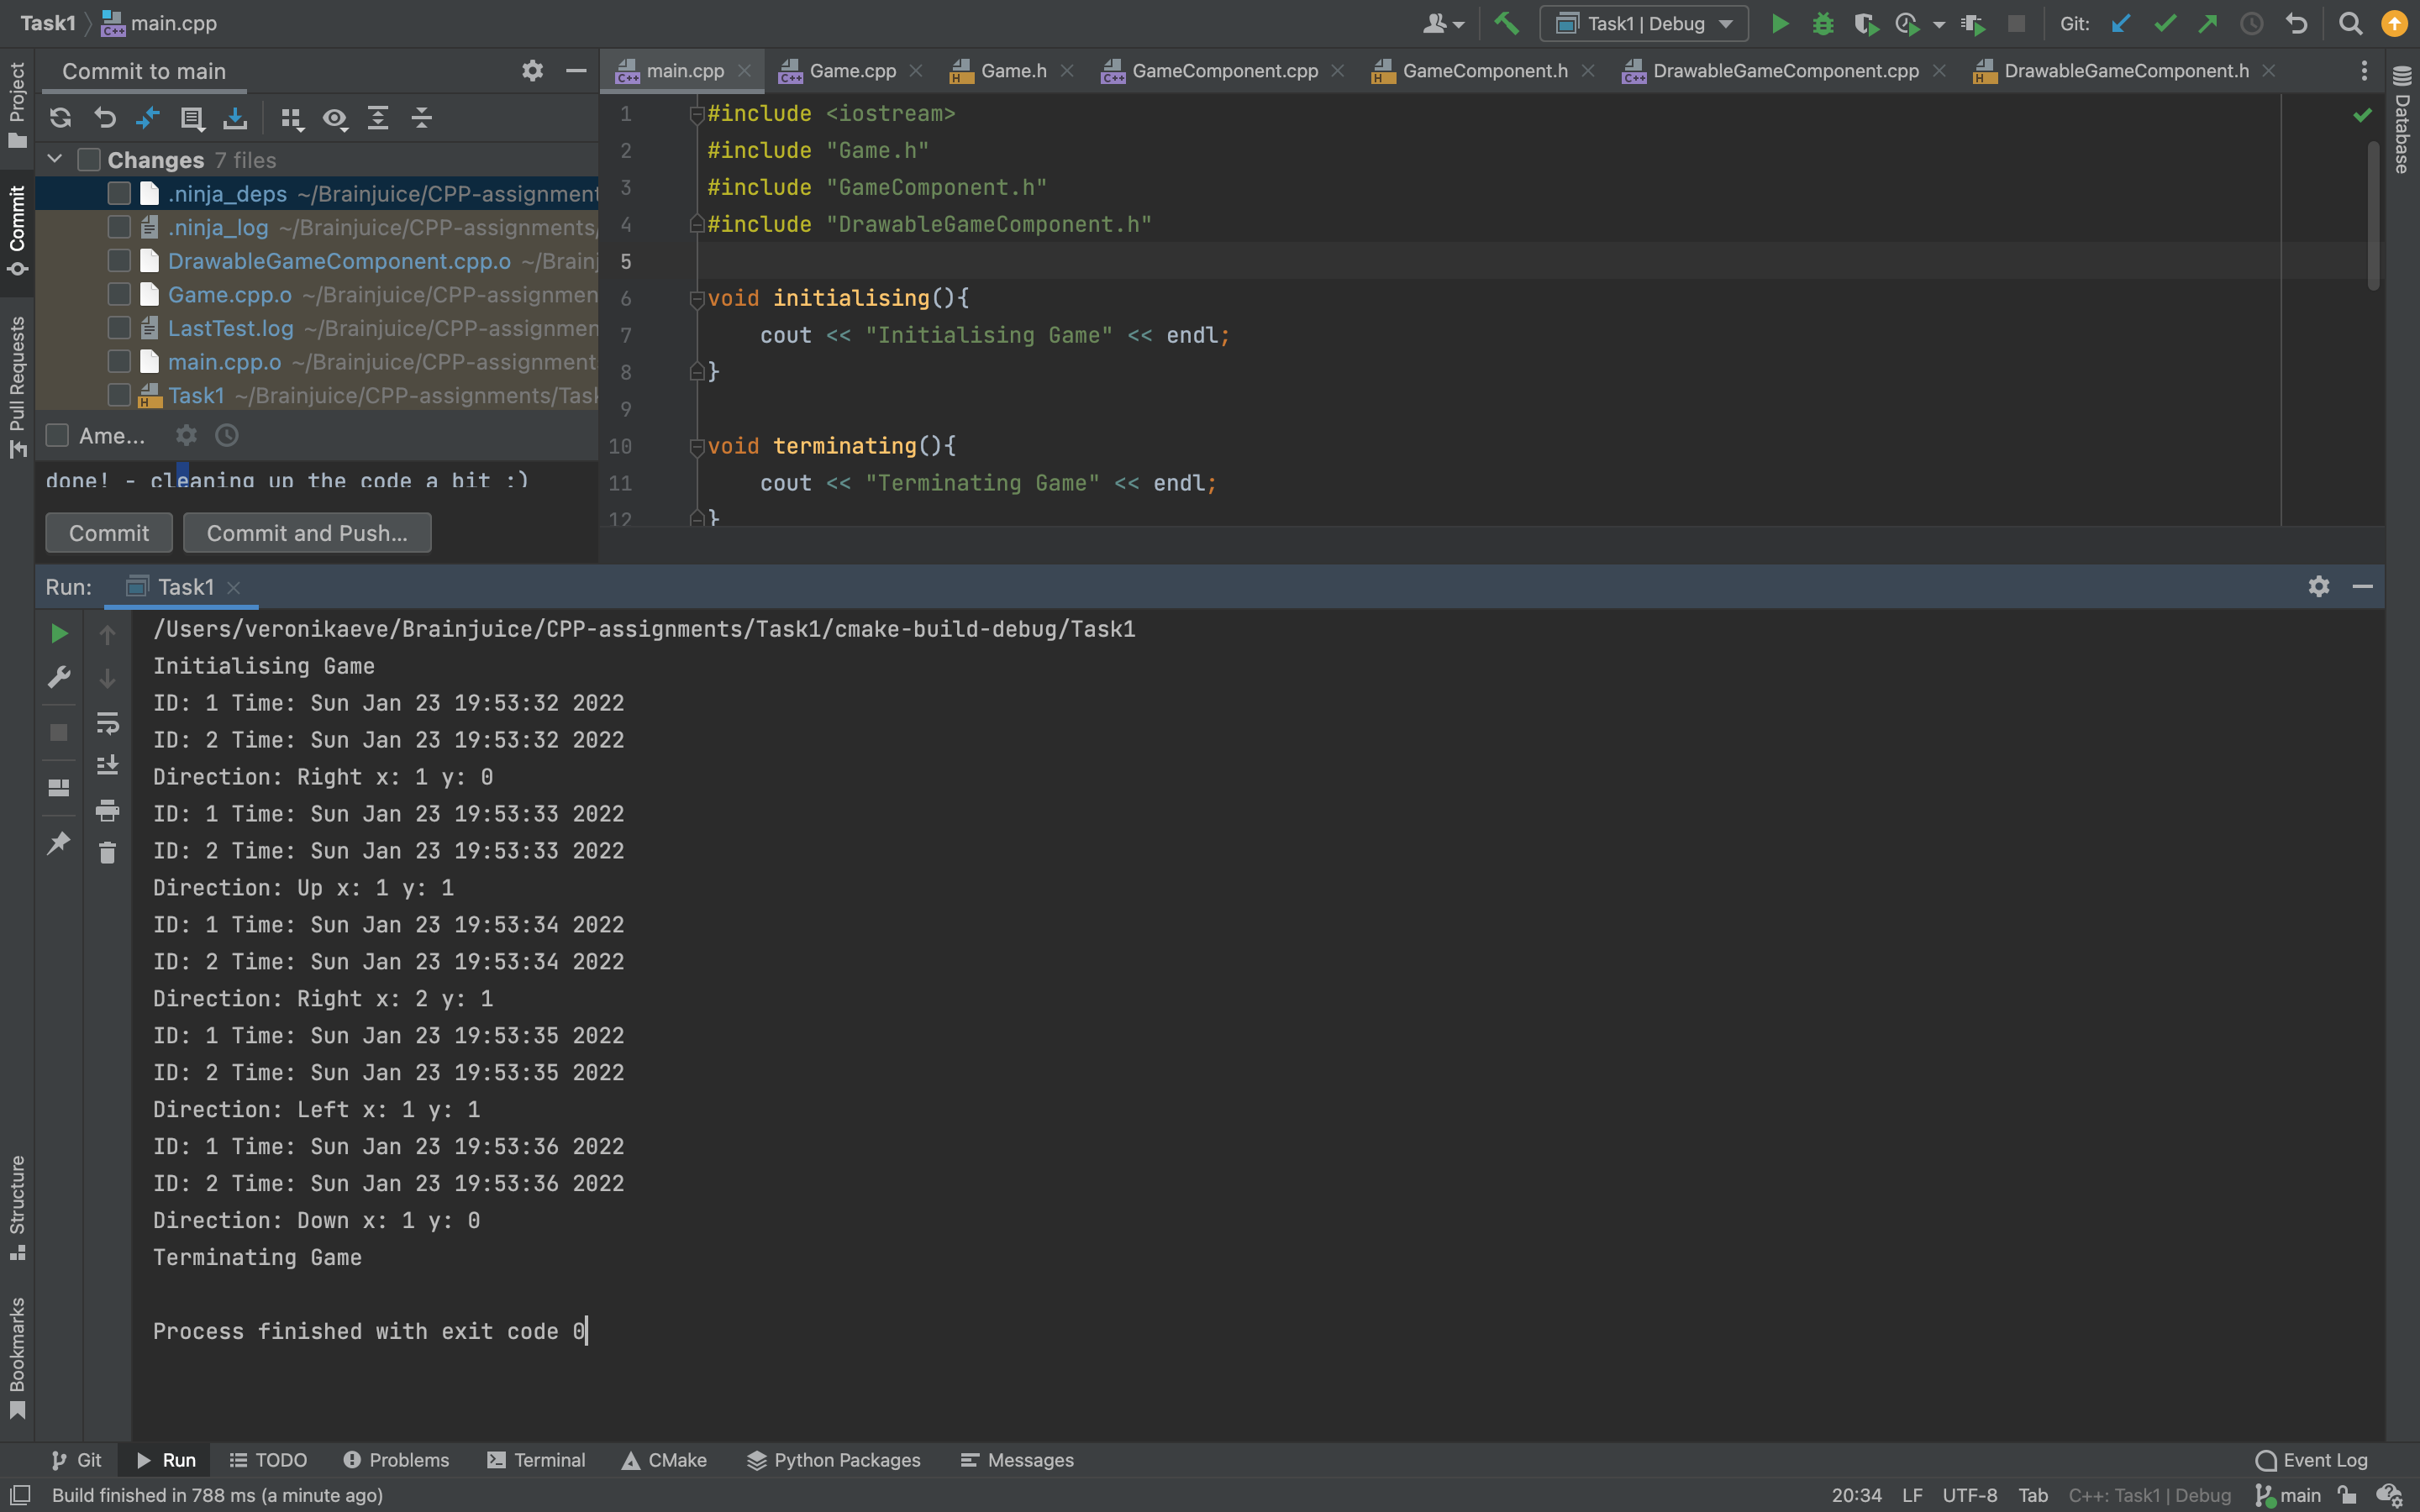 Task1 main.cpp
Task1 | Debug
Git:
Commit to main
main.cpp Game.cpp Game.h GameComponent.cpp GameComponent.h DrawableGameComponent.cpp DrawableGameComponent.h
Project
Commit
Pull Requests
Structure
Bookmarks
Database
Changes 7 files
.ninja_deps ~/Brainjuice/CPP-assignment
.ninja_log ~/Brainjuice/CPP-assignments/
DrawableGameComponent.cpp.o ~/Brainj
Game.cpp.o ~/Brainjuice/CPP-assignmen
LastTest.log ~/Brainjuice/CPP-assignmen
main.cpp.o ~/Brainjuice/CPP-assignment
Task1 ~/Brainjuice/CPP-assignments/Task
Ame...
done! - cleaning up the code a bit :)
Commit Commit and Push...
1 #include <iostream>
2 #include "Game.h"
3 #include "GameComponent.h"
4 #include "DrawableGameComponent.h"
5
6 void initialising(){
7 cout << "Initialising Game" << endl;
8 }
9
10 void terminating(){
11 cout << "Terminating Game" << endl;
12 }
Run: Task1
/Users/veronikaeve/Brainjuice/CPP-assignments/Task1/cmake-build-debug/Task1
Initialising Game
ID: 1 Time: Sun Jan 23 19:53:32 2022
ID: 2 Time: Sun Jan 23 19:53:32 2022
Direction: Right x: 1 y: 0
ID: 1 Time: Sun Jan 23 19:53:33 2022
ID: 2 Time: Sun Jan 23 19:53:33 2022
Direction: Up x: 1 y: 1
ID: 1 Time: Sun Jan 23 19:53:34 2022
ID: 2 Time: Sun Jan 23 19:53:34 2022
Direction: Right x: 2 y: 1
ID: 1 Time: Sun Jan 23 19:53:35 2022
ID: 2 Time: Sun Jan 23 19:53:35 2022
Direction: Left x: 1 y: 1
ID: 1 Time: Sun Jan 23 19:53:36 2022
ID: 2 Time: Sun Jan 23 19:53:36 2022
Direction: Down x: 1 y: 0
Terminating Game
Process finished with exit code 0
Git Run TODO Problems Terminal CMake Python Packages Messages Event Log
Build finished in 788 ms (a minute ago) 20:34 LF UTF-8 Tab C++: Task1 | Debug main